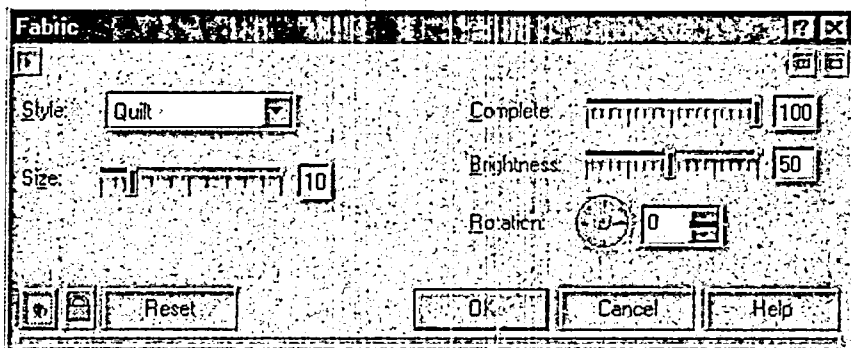 Fabric
Style: Quilt
Complete: 100
Size: 10
Brightness: 50
Rotation: 0
Reset OK Cancel Help